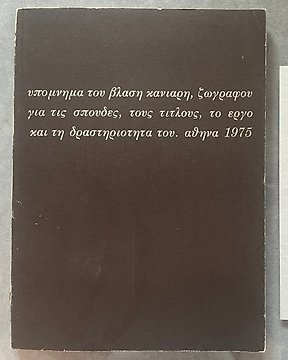 υπομνημα του βλαση κανιαρη, ζωγραφου
για τις σπουδες, τους τιτλους, το εργο
και τη δραστηριοτητα του. αθηνα 1975